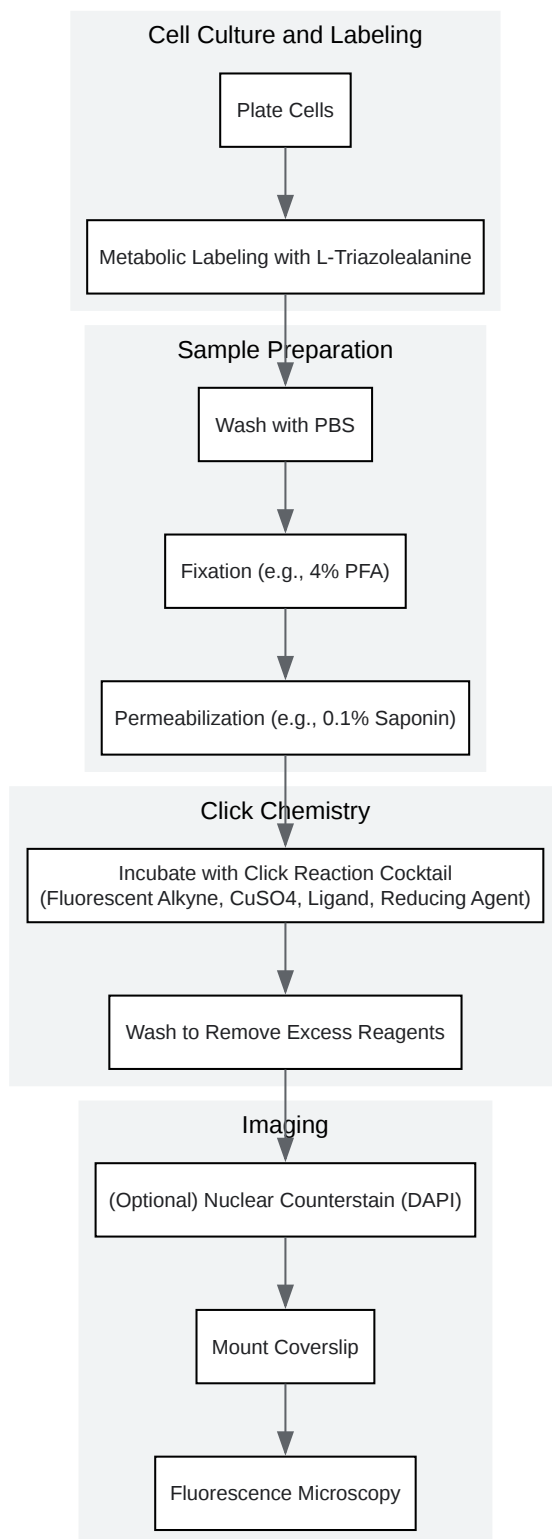 Cell Culture and Labeling
Plate Cells
Metabolic Labeling with L-Triazolealanine
Sample Preparation
Wash with PBS
Fixation (e.g., 4% PFA)
Permeabilization (e.g., 0.1% Saponin)
Click Chemistry
Incubate with Click Reaction Cocktail
(Fluorescent Alkyne, CuSO4, Ligand, Reducing Agent)
Wash to Remove Excess Reagents
Imaging
(Optional) Nuclear Counterstain (DAPI)
Mount Coverslip
Fluorescence Microscopy